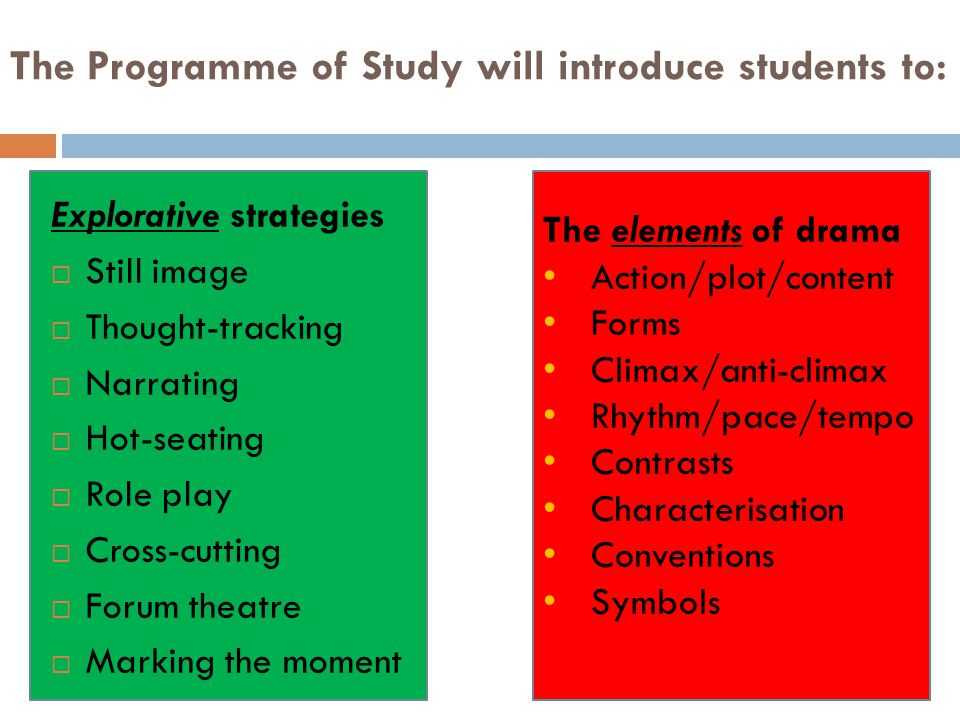 The Programme of Study will introduce students to:
Explorative strategies
Still image
Thought-tracking
Narrating
Hot-seating
Role play
Cross-cutting
Forum theatre
Marking the moment
The elements of drama
Action/plot/content
Forms
Climax/anti-climax
Rhythm/pace/tempo
Contrasts
Characterisation
Conventions
Symbols